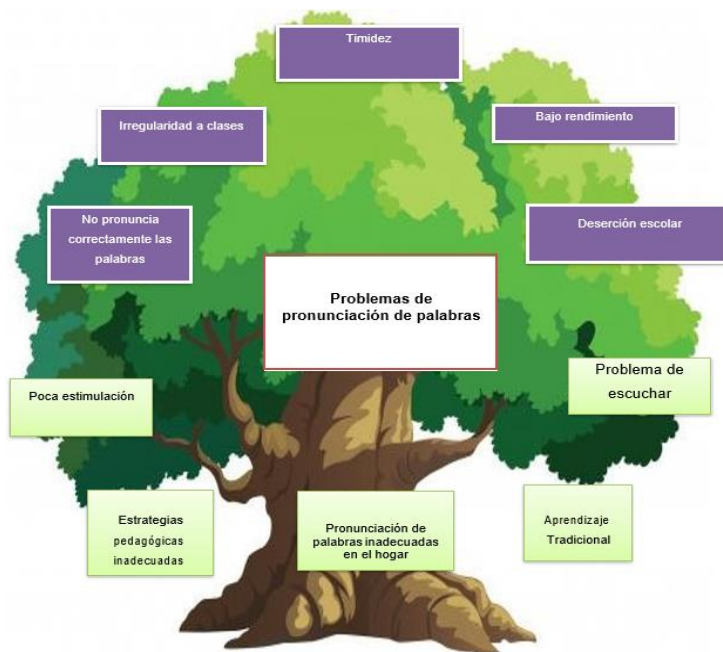 Timidez
Irregularidad a clases
Bajo rendimiento
No pronuncia
correctamente las
palabras
Deserción escolar
Problemas de
pronunciación de palabras
Poca estimulación
Problema de
escuchar
Estrategias
pedagógicas
inadecuadas
Pronunciación de
palabras inadecuadas
en el hogar
Aprendizaje
Tradicional